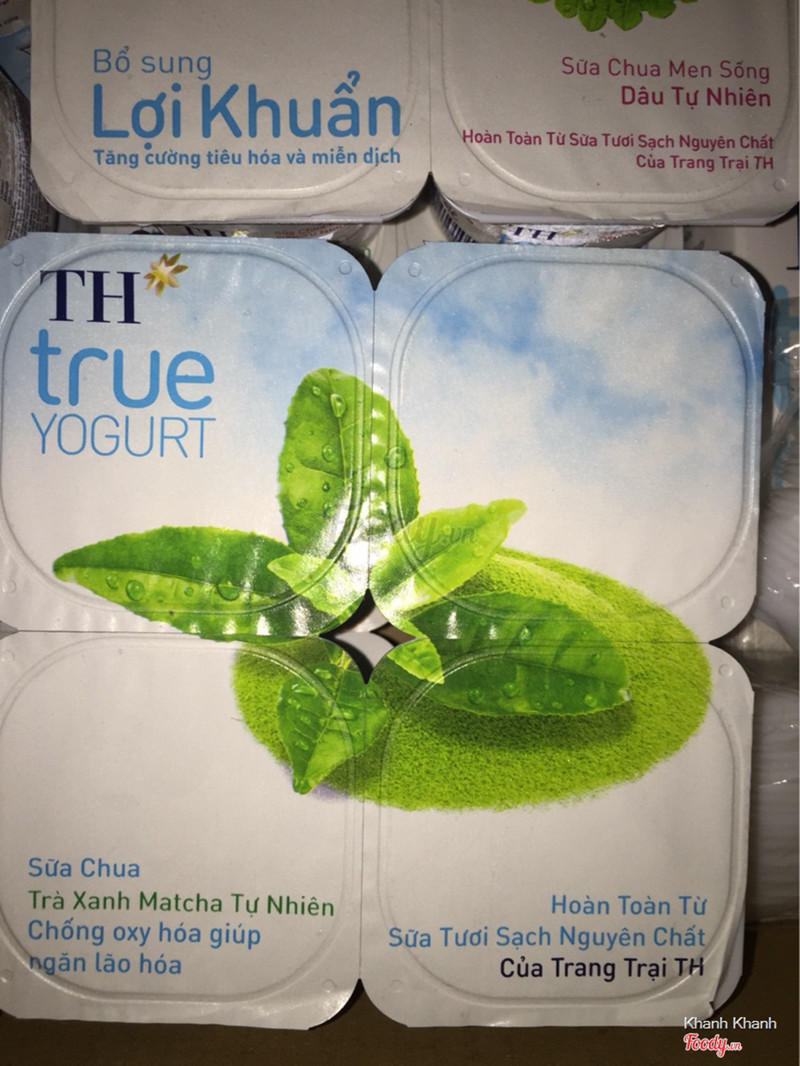 Bổ sung
Lợi Khuẩn
Tăng cường tiêu hóa và miễn dịch
Sữa Chua Men Sống
Dâu Tự Nhiên
Hoàn Toàn Từ Sữa Tươi Sạch Nguyên Chất
Của Trang Trại TH
TH
TH
TH
true
YOGURT
Sữa Chua
Trà Xanh Matcha Tự Nhiên
Chống oxy hóa giúp
ngăn lão hóa
Hoàn Toàn Từ
Sữa Tươi Sạch Nguyên Chất
Của Trang Trại TH
Khanh Khanh
Foody.vn